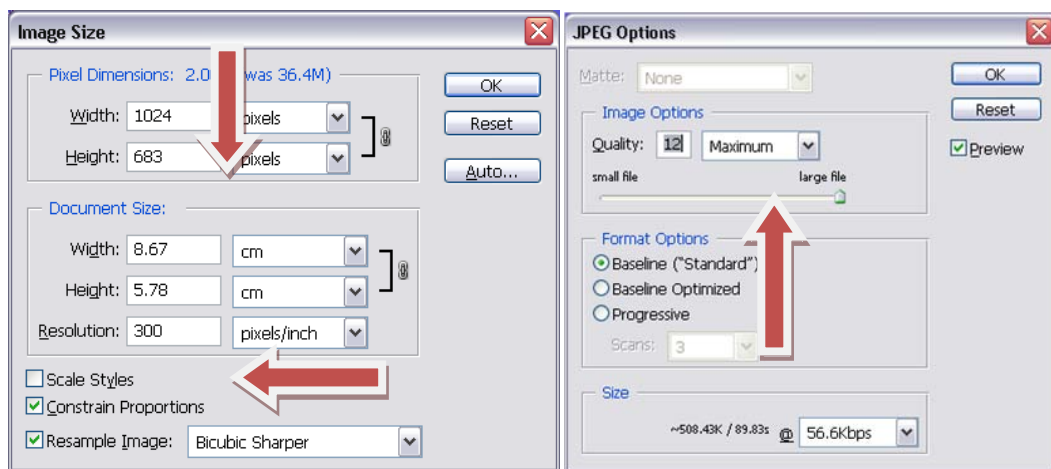 Image Size
Pixel Dimensions: 2.0 was 36.4M)
Width: 1024 pixels
Height: 683 pixels
OK
Reset
Auto...
Document Size:
Width: 8.67 cm
Height: 5.78 cm
Resolution: 300 pixels/inch
Scale Styles
Constrain Proportions
Resample Image: Bicubic Sharper
JPEG Options
Matte: None
OK
Reset
Preview
Image Options
Quality: 12 Maximum
small file large file
Format Options
Baseline ("Standard")
Baseline Optimized
Progressive
Scans: 3
Size
~508.43K / 89.83s @ 56.6Kbps